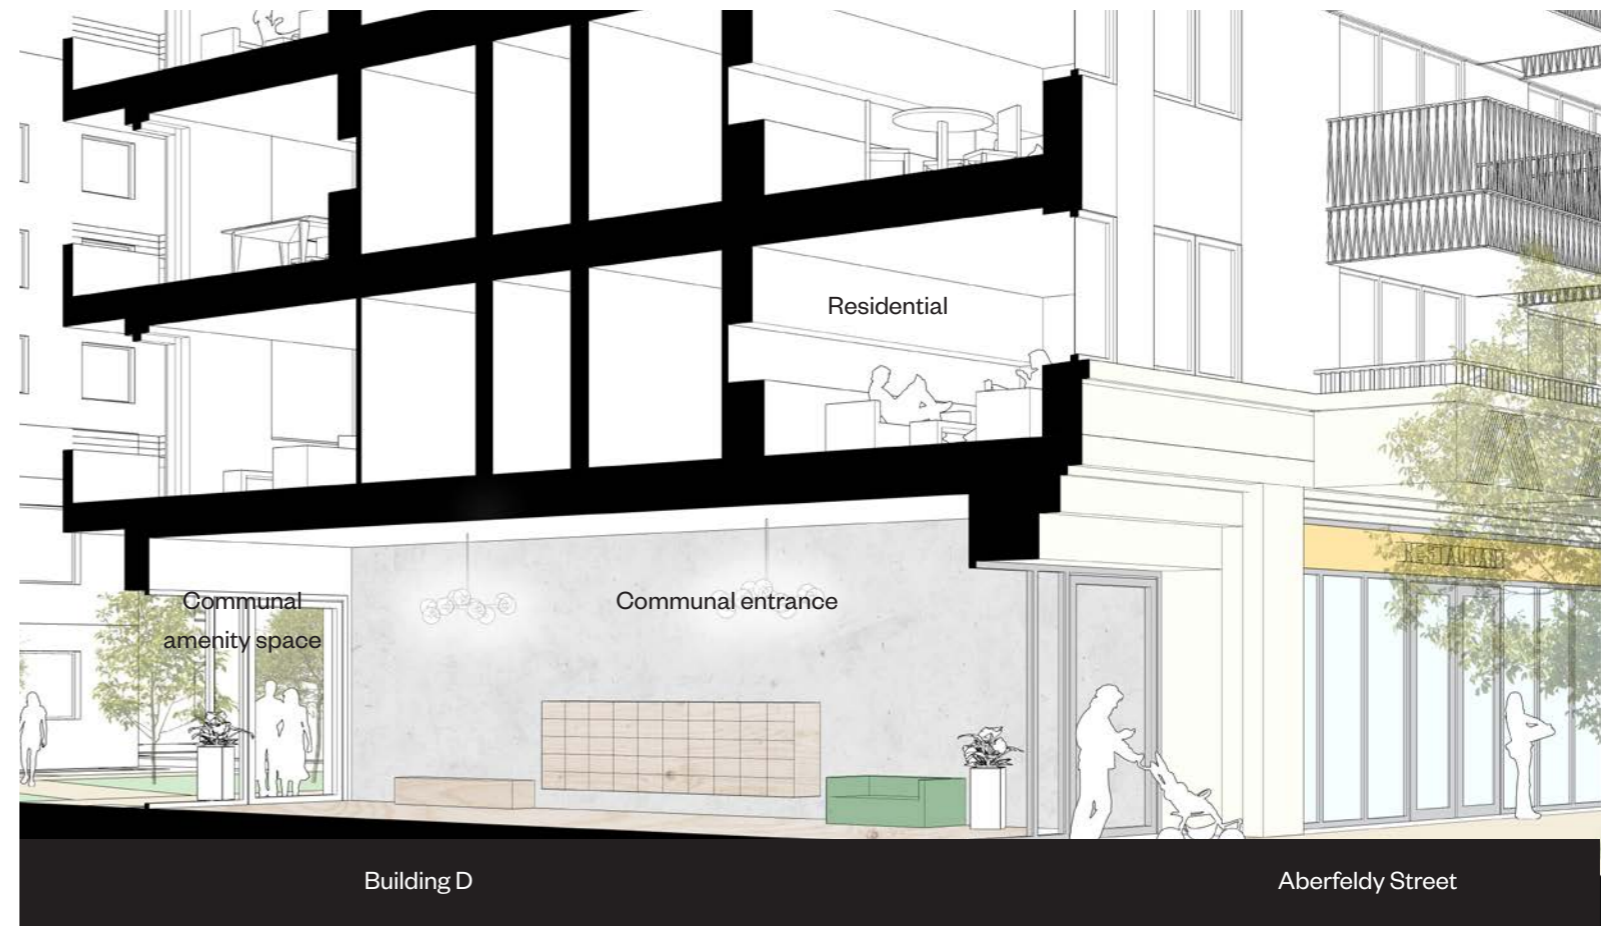 Residential
RESTAURANT
Communal
amenity space
Communal entrance
Building D
Aberfeldy Street